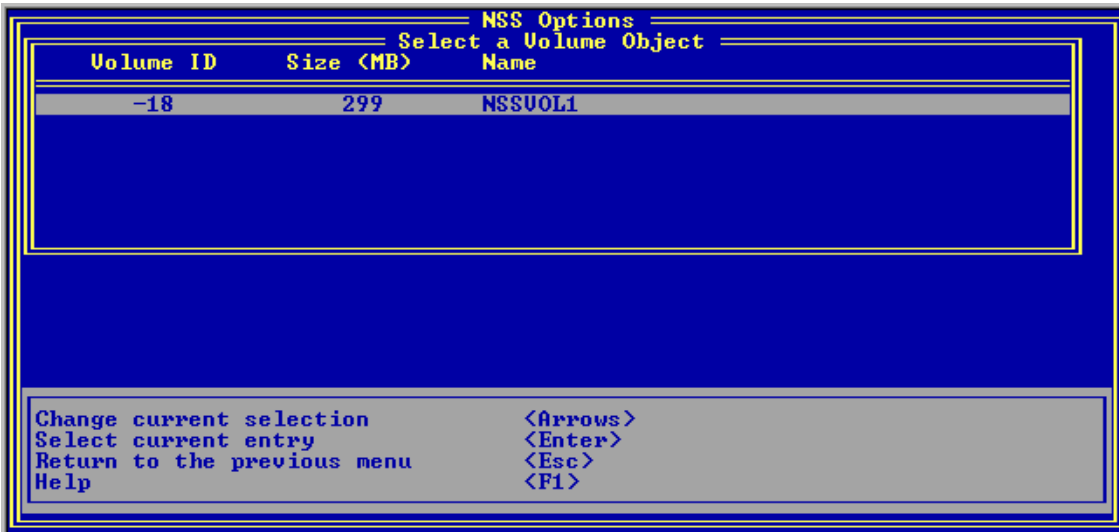 NSS Options
Select a Volume Object
Volume ID Size (MB) Name
-18 299 NSSVOL1
Change current selection <Arrows>
Select current entry <Enter>
Return to the previous menu <Esc>
Help <F1>